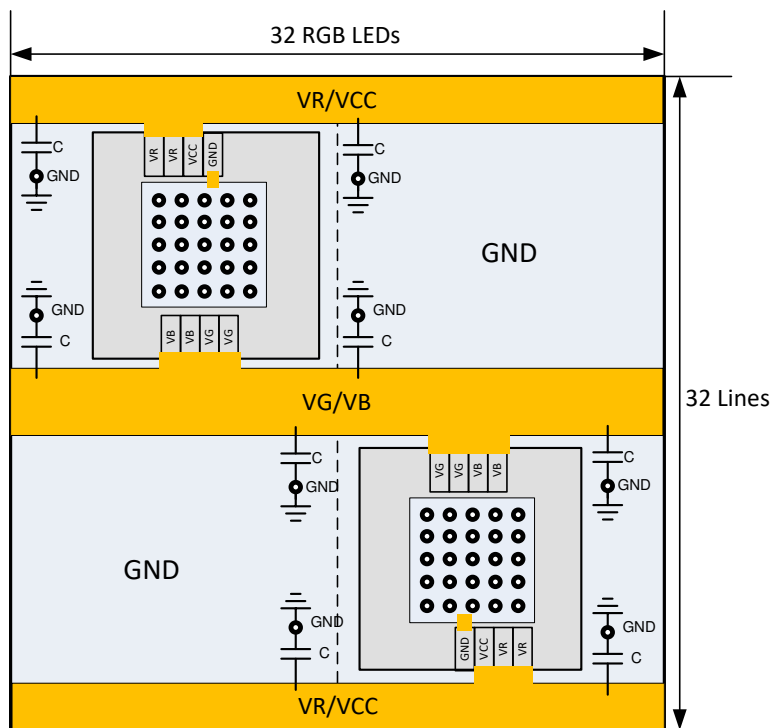 32 RGB LEDs
VR/VCC
C
GND
VR
VR
VCC
GND
C
GND
GND
GND
C
GND
C
VB
VB
VG
VG
VG/VB
32 Lines
C
GND
VG
VG
VB
VB
C
GND
GND
GND
C
GND
VCC
VR
VR
GND
C
VR/VCC